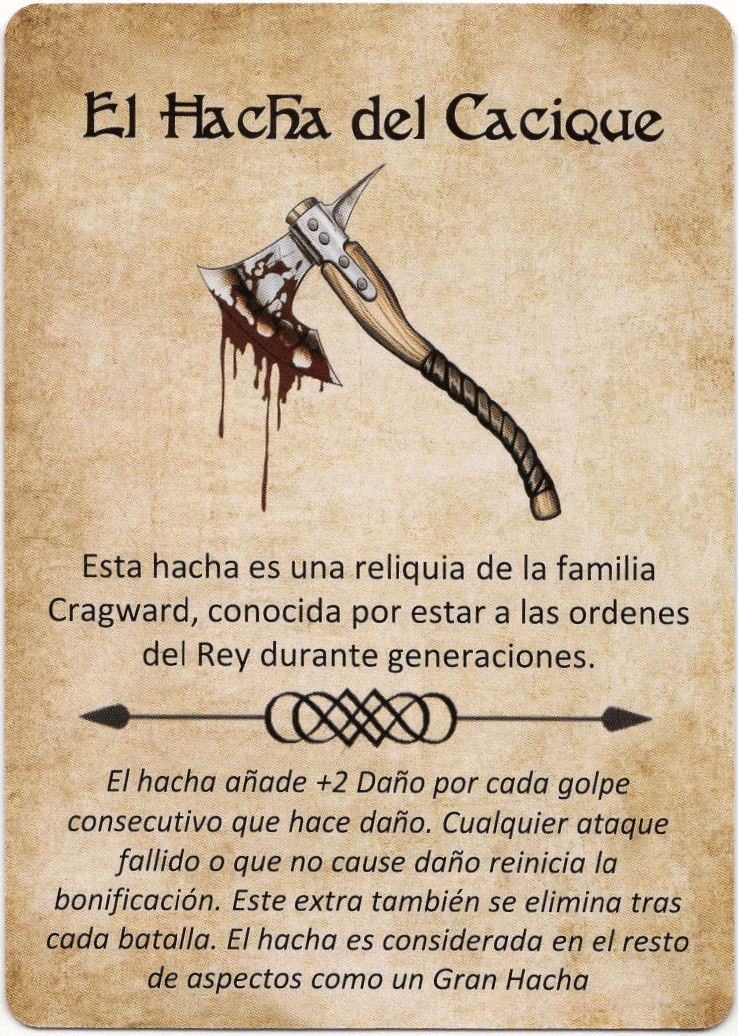 El Hacha del Cacique
Esta hacha es una reliquia de la familia
Cragward, conocida por estar a las ordenes
del Rey durante generaciones.
El hacha añade +2 Daño por cada golpe
consecutivo que hace daño. Cualquier ataque
fallido o que no cause daño reinicia la
bonificación. Este extra también se elimina tras
cada batalla. El hacha es considerada en el resto
de aspectos como un Gran Hacha